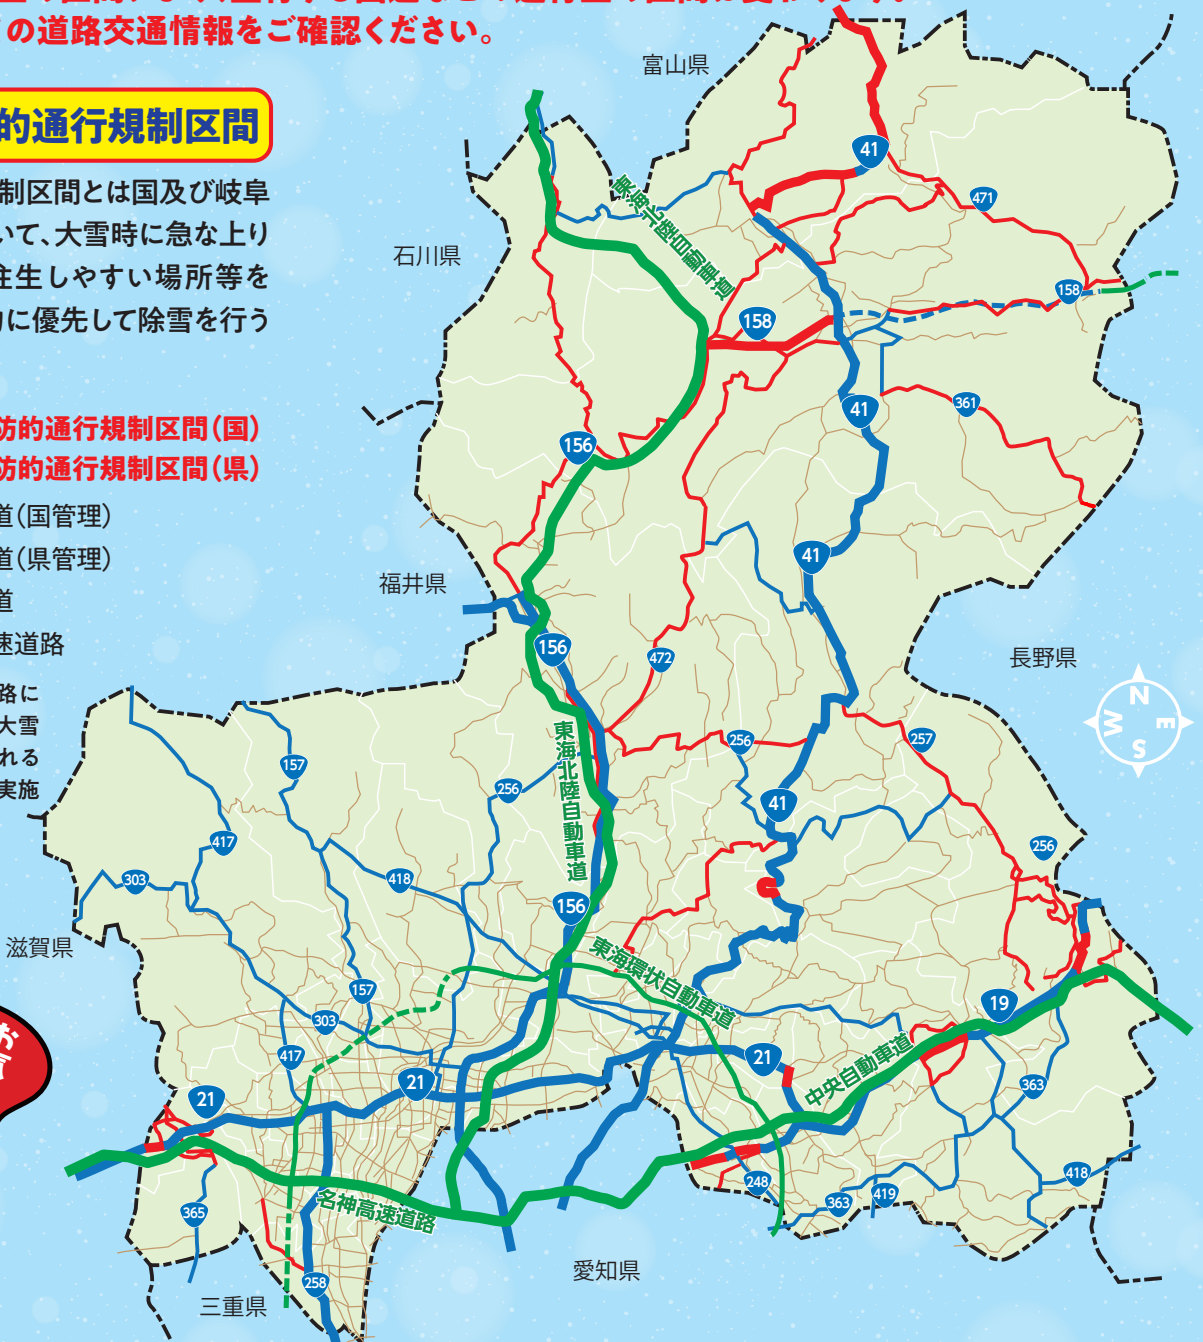 の道路交通情報をご確認ください。
的通行規制区間
制区間とは国及び岐阜
いて、大雪時に急な上り
往生しやすい場所等を
的に優先して除雪を行う
防的通行規制区間(国)
防的通行規制区間(県)
道(国管理)
道(県管理)
道
速道路
路に
大雪
れる
実施
富山県
石川県
福井県
長野県
滋賀県
三重県
愛知県
東海北陸自動車道
東海北陸自動車道
東海環状自動車道
中央自動車道
名神高速道路
41
471
158
158
41
361
156
41
156
472
256
257
157
256
41
417
256
303
418
156
157
303
19
417
21
21
21
363
365
248
363
419
418
258
N
E
S
W
お